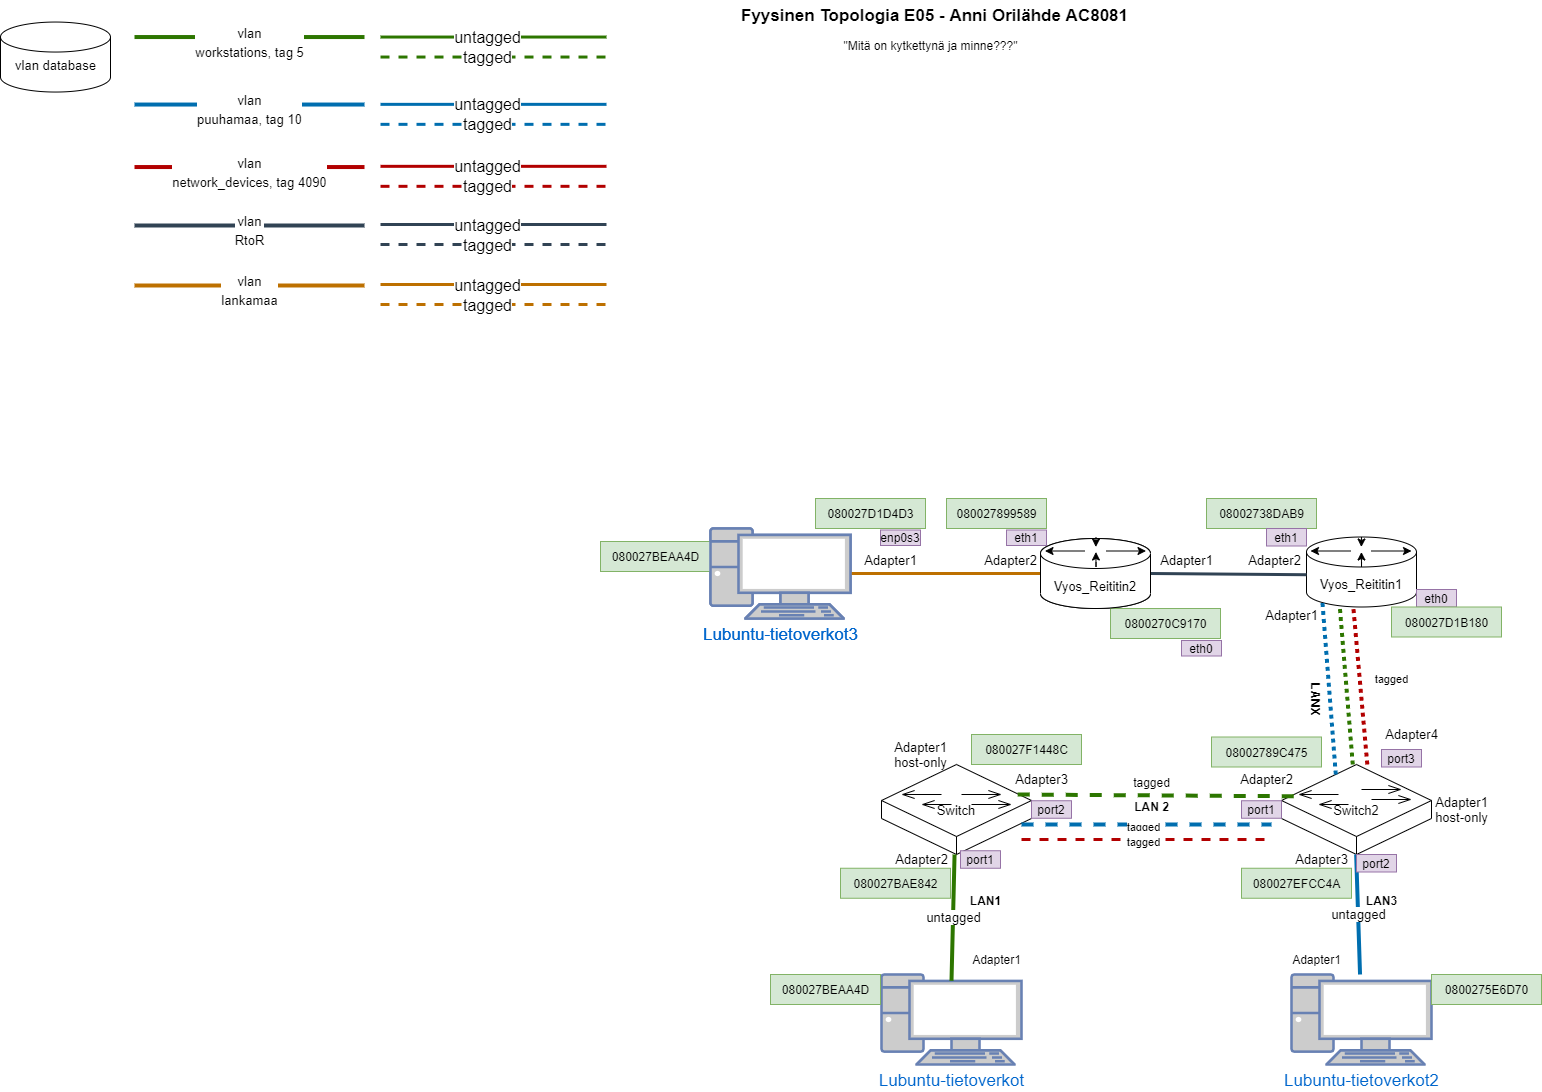 Fyysinen Topologia E05 - Anni Orilähde AC8081
"Mitä on kytkettynä ja minne???"
vlan database
vlan
workstations, tag 5
untagged
tagged
vlan
puuhamaa, tag 10
untagged
tagged
vlan
network_devices, tag 4090
untagged
tagged
vlan
RtoR
untagged
tagged
vlan
lankamaa
untagged
tagged
080027D1D4D3
080027899589
08002738DAB9
enp0s3
eth1
eth1
080027BEAA4D
Adapter1
Adapter2
Adapter1
Adapter2
Vyos_Reititin2
Vyos_Reititin1
eth0
Adapter1
080027D1B180
0800270C9170
Lubuntu-tietoverkot3
eth0
tagged
LANX
Adapter4
Adapter1
host-only
080027F1448C
08002789C475
port3
Adapter3
tagged
Adapter2
Switch
port2
LAN 2
port1
Switch2
Adapter1
host-only
tagged
tagged
Adapter2
port1
Adapter3
port2
080027BAE842
080027EFCC4A
LAN1
LAN3
untagged
untagged
Adapter1
Adapter1
080027BEAA4D
0800275E6D70
Lubuntu-tietoverkot
Lubuntu-tietoverkot2